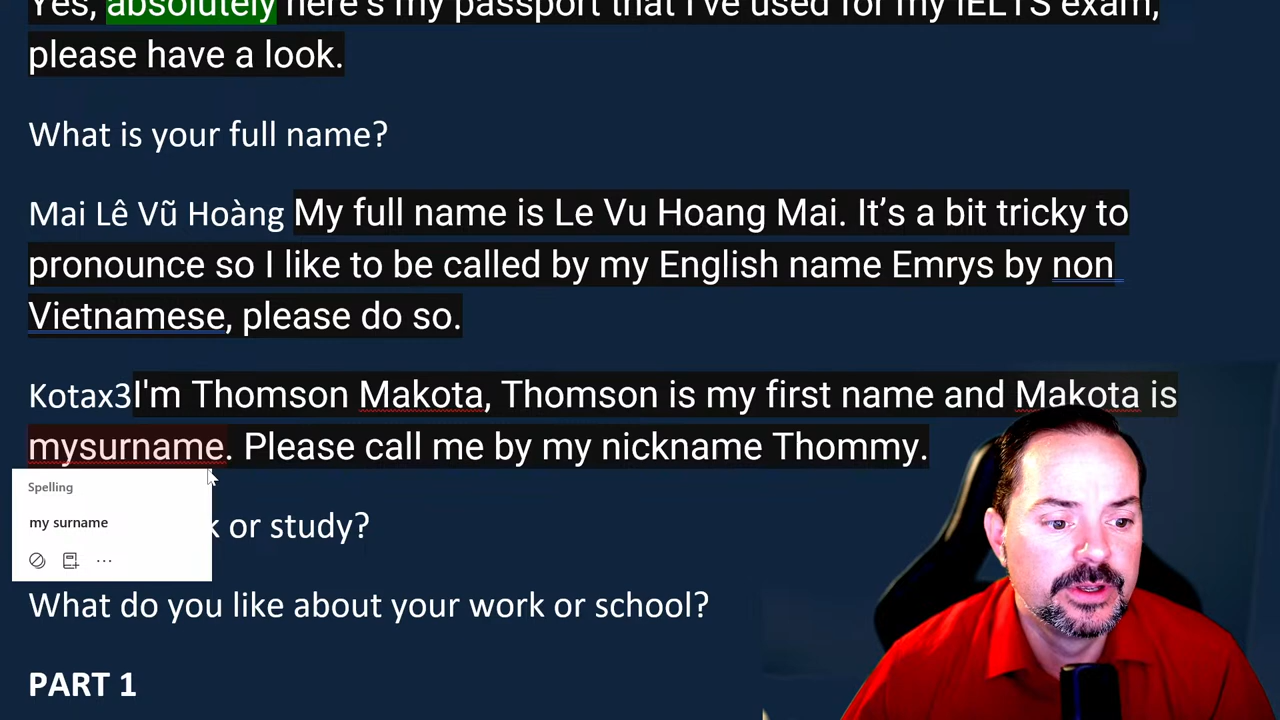 Yes, absolutely here's my passport that I've used for my IELTS exam,
please have a look.
What is your full name?
Mai Lê Vũ Hoàng My full name is Le Vu Hoang Mai. It’s a bit tricky to
pronounce so I like to be called by my English name Emrys by non
Vietnamese, please do so.
Kotax3I'm Thomson Makota, Thomson is my first name and Makota is
mysurname. Please call me by my nickname Thommy.
Spelling
my surname
k or study?
What do you like about your work or school?
PART 1